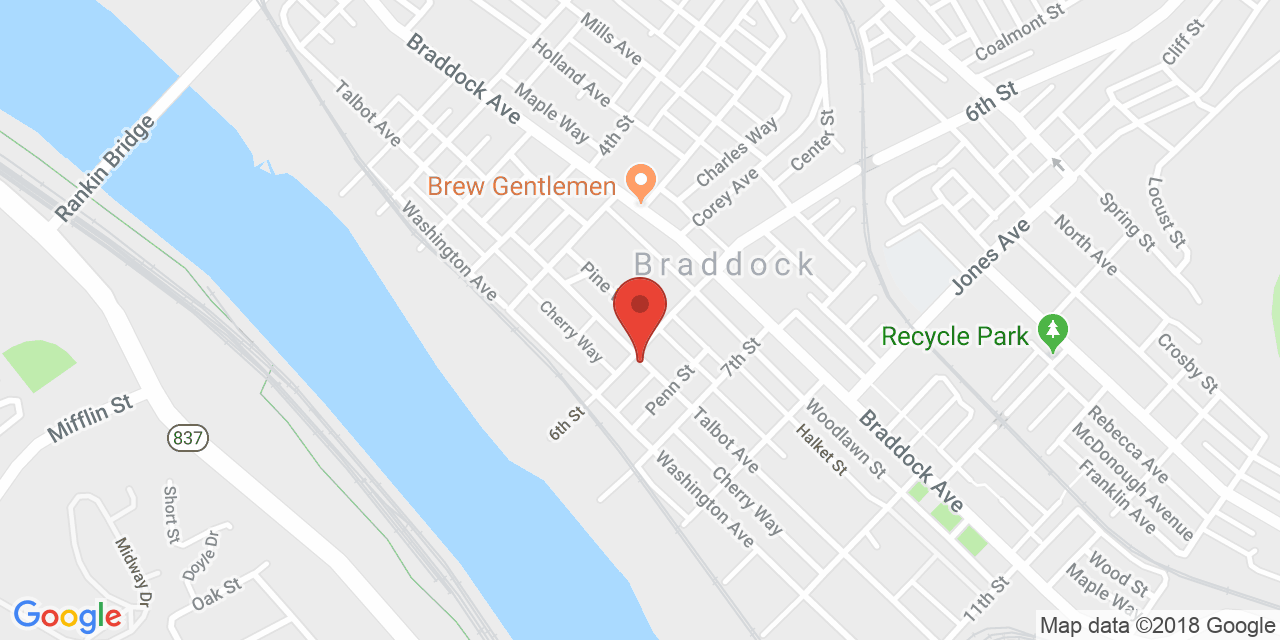 Mills Ave
Coalmont St
Cliff St
Braddock Ave
Holland Ave
Talbot Ave
Maple Way
6th St
4th St
Charles Way
Center St
Rankin Bridge
Brew Gentlemen
Corey Ave
Locust St
Spring St
North Ave
Washington Ave
Braddock
Jones Ave
Pine
Cherry Way
Recycle Park
7th St
Crosby St
Penn St
Mifflin St
837
6th St
Talbot Ave
Woodlawn St
Halket St
Braddock Ave
Rebecca Ave
McDonough Avenue
Franklin Ave
Washington Ave
Cherry Way
Short St
Doyle Dr
Midway Dr
Oak St
Wood St
Maple Way
11th St
Google
Map data ©2018 Google